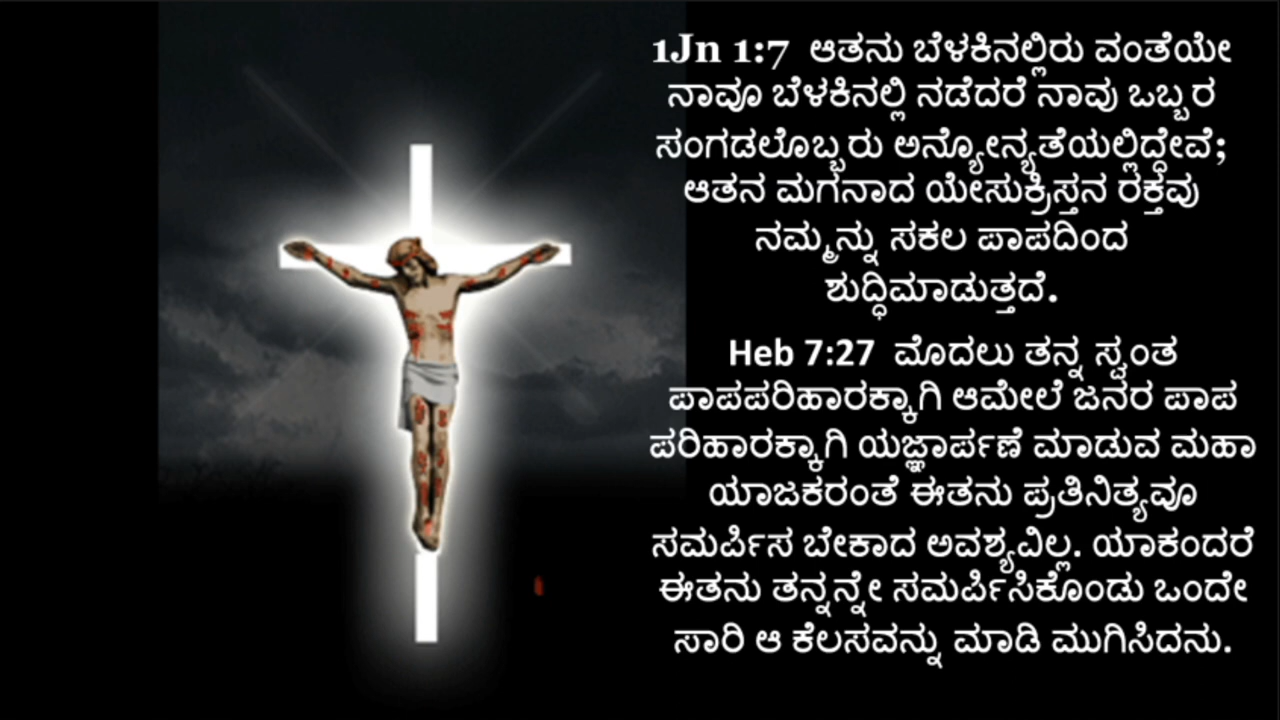 1Jn 1:7 ಆತನು ಬೆಳಕಿನಲ್ಲಿರು ವಂತೆಯೇ
ನಾವೂ ಬೆಳಕಿನಲ್ಲಿ ನಡೆದರೆ ನಾವು ಒಬ್ಬರ
ಸಂಗಡಲೊಬ್ಬರು ಅನ್ಯೋನ್ಯತೆಯಲ್ಲಿದ್ದೇವೆ;
ಆತನ ಮಗನಾದ ಯೇಸುಕ್ರಿಸ್ತನ ರಕ್ತವು
ನಮ್ಮನ್ನು ಸಕಲ ಪಾಪದಿಂದ
ಶುದ್ಧಿಮಾಡುತ್ತದೆ.
Heb 7:27 ಮೊದಲು ತನ್ನ ಸ್ವಂತ
ಪಾಪಪರಿಹಾರಕ್ಕಾಗಿ ಆಮೇಲೆ ಜನರ ಪಾಪ
ಪರಿಹಾರಕ್ಕಾಗಿ ಯಜ್ಞಾರ್ಪಣೆ ಮಾಡುವ ಮಹಾ
ಯಾಜಕರಂತೆ ಈತನು ಪ್ರತಿನಿತ್ಯವೂ
ಸಮರ್ಪಿಸ ಬೇಕಾದ ಅವಶ್ಯವಿಲ್ಲ. ಯಾಕಂದರೆ
ಈತನು ತನ್ನನ್ನೇ ಸಮರ್ಪಿಸಿಕೊಂಡು ಒಂದೇ
ಸಾರಿ ಆ ಕೆಲಸವನ್ನು ಮಾಡಿ ಮುಗಿಸಿದನು.